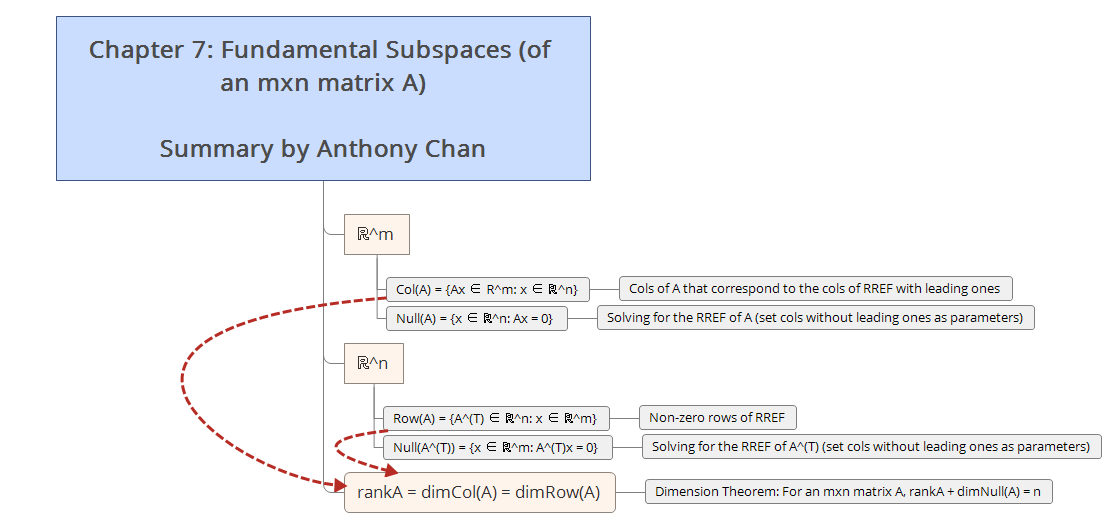 Chapter 7: Fundamental Subspaces (of
an mxn matrix A)
Summary by Anthony Chan
ℝ^m
Col(A) = {Ax ∈ R^m: x ∈ ℝ^n}
Cols of A that correspond to the cols of RREF with leading ones
Null(A) = {x ∈ ℝ^n: Ax = 0}
Solving for the RREF of A (set cols without leading ones as parameters)
ℝ^n
Row(A) = {A^(T) ∈ ℝ^n: x ∈ ℝ^m}
Non-zero rows of RREF
Null(A^(T)) = {x ∈ ℝ^m: A^(T)x = 0}
Solving for the RREF of A^(T) (set cols without leading ones as parameters)
rankA = dimCol(A) = dimRow(A)
Dimension Theorem: For an mxn matrix A, rankA + dimNull(A) = n